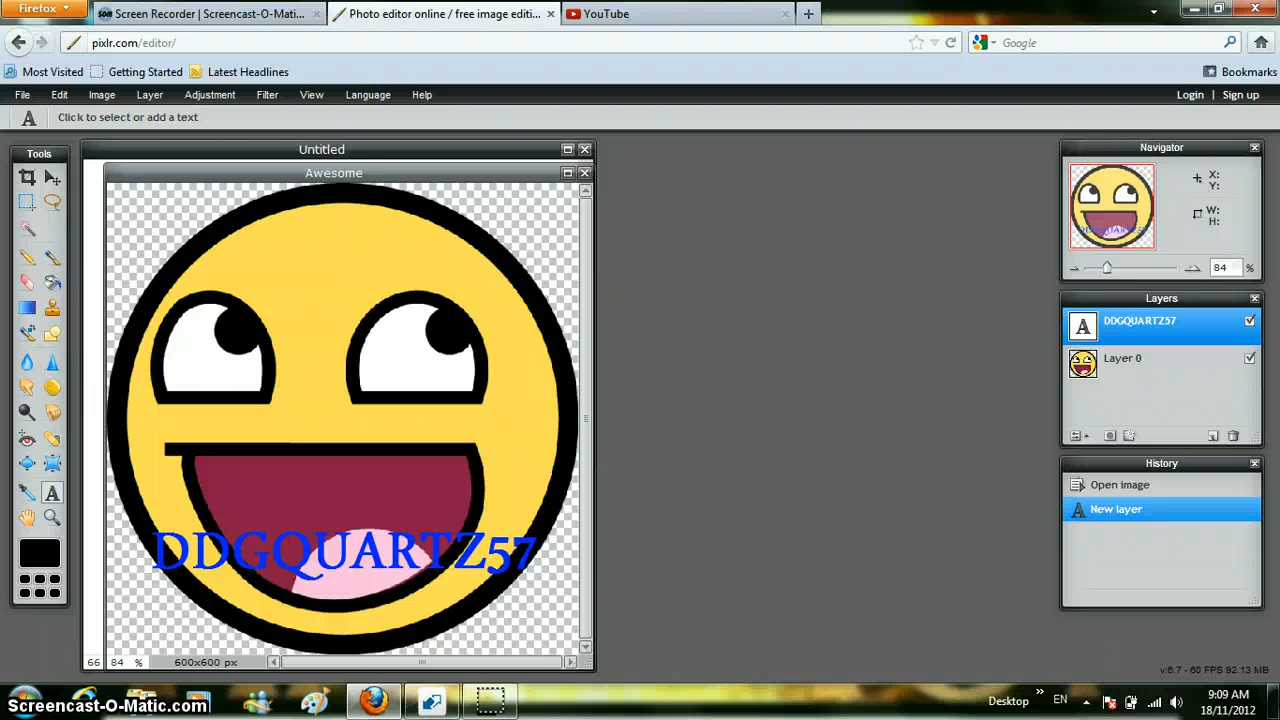 Firefox
Screen Recorder | Screencast-O-Mati...
Photo editor online / free image editi...
YouTube
pixlr.com/editor/
Google
Most Visited
Getting Started
Latest Headlines
Bookmarks
File Edit Image Layer Adjustment Filter View Language Help
Login | Sign up
A Click to select or add a text
Tools
A
Untitled
Awesome
DDGQUARTZ57
66 84 % 600x600 px
Navigator
X:
Y:
W:
H:
84 %
Layers
A DDGQUARTZ57
Layer 0
History
Open image
A New layer
v:6.7 - 60 FPS 92.13 MB
Screencast-O-Matic.com
Desktop
EN
9:09 AM
18/11/2012